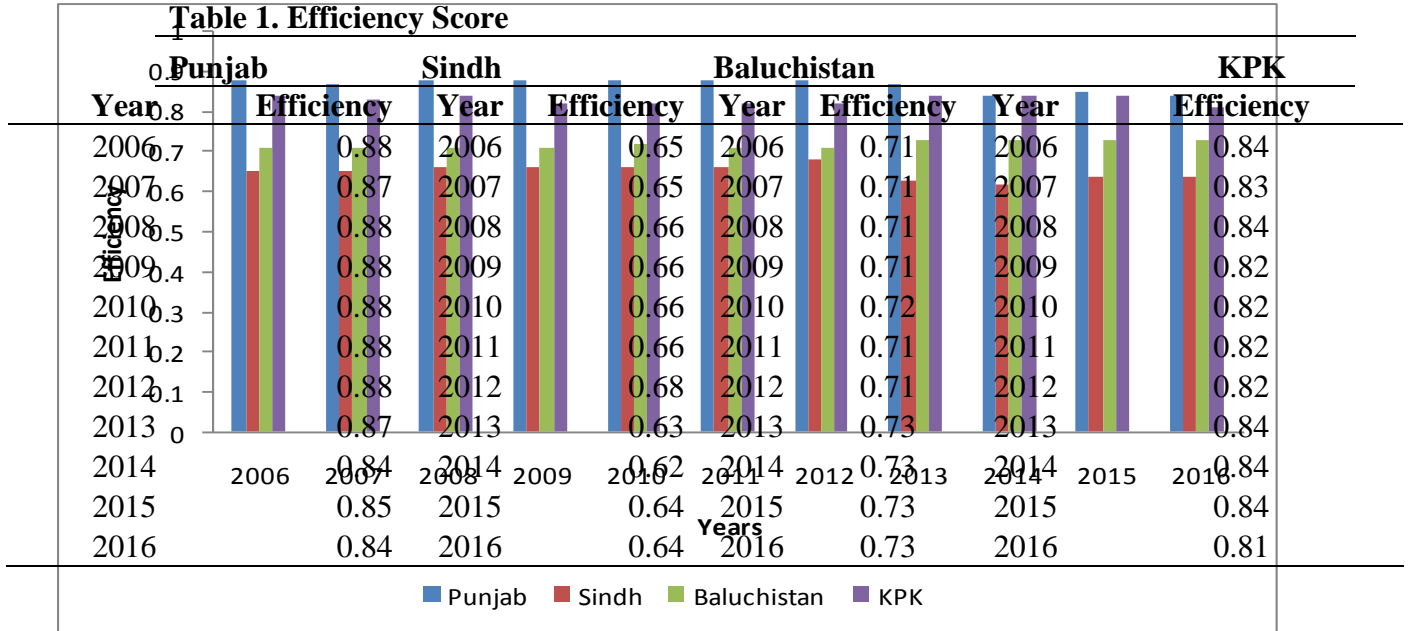 Table 1. Efficiency Score
Punjab Sindh Baluchistan KPK
Year Efficiency Year Efficiency Year Efficiency Year Efficiency
2006 0.88 2006 0.65 2006 0.71 2006 0.84
2007 0.87 2007 0.65 2007 0.71 2007 0.83
2008 0.88 2008 0.66 2008 0.71 2008 0.84
2009 0.88 2009 0.66 2009 0.71 2009 0.82
2010 0.88 2010 0.66 2010 0.72 2010 0.82
2011 0.88 2011 0.66 2011 0.71 2011 0.82
2012 0.88 2012 0.68 2012 0.71 2012 0.82
2013 0.87 2013 0.63 2013 0.73 2013 0.84
2014 0.84 2014 0.62 2014 0.73 2014 0.84
2015 0.85 2015 0.64 2015 0.73 2015 0.84
2016 0.84 2016 0.64 2016 0.73 2016 0.81
1
0.9
0.8
0.7
0.6
0.5
0.4
0.3
0.2
0.1
0
Efficiency
2006 2007 2008 2009 2010 2011 2012 2013 2014 2015 2016
Years
Punjab Sindh Baluchistan KPK